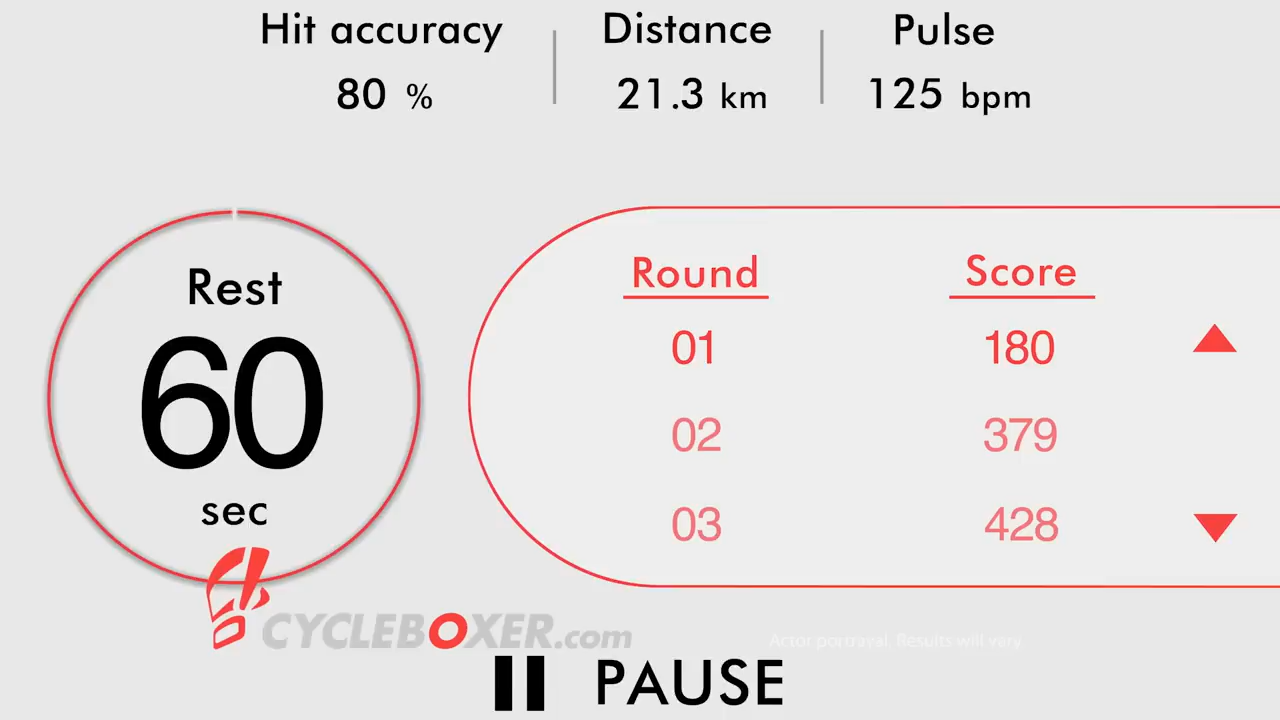 Hit accuracy Distance Pulse
80 % 21.3 km 125 bpm
Rest
60
sec
Round Score
01 180
02 379
03 428
CYCLEBOXER.com
Actor portrayal. Results will very.
PAUSE